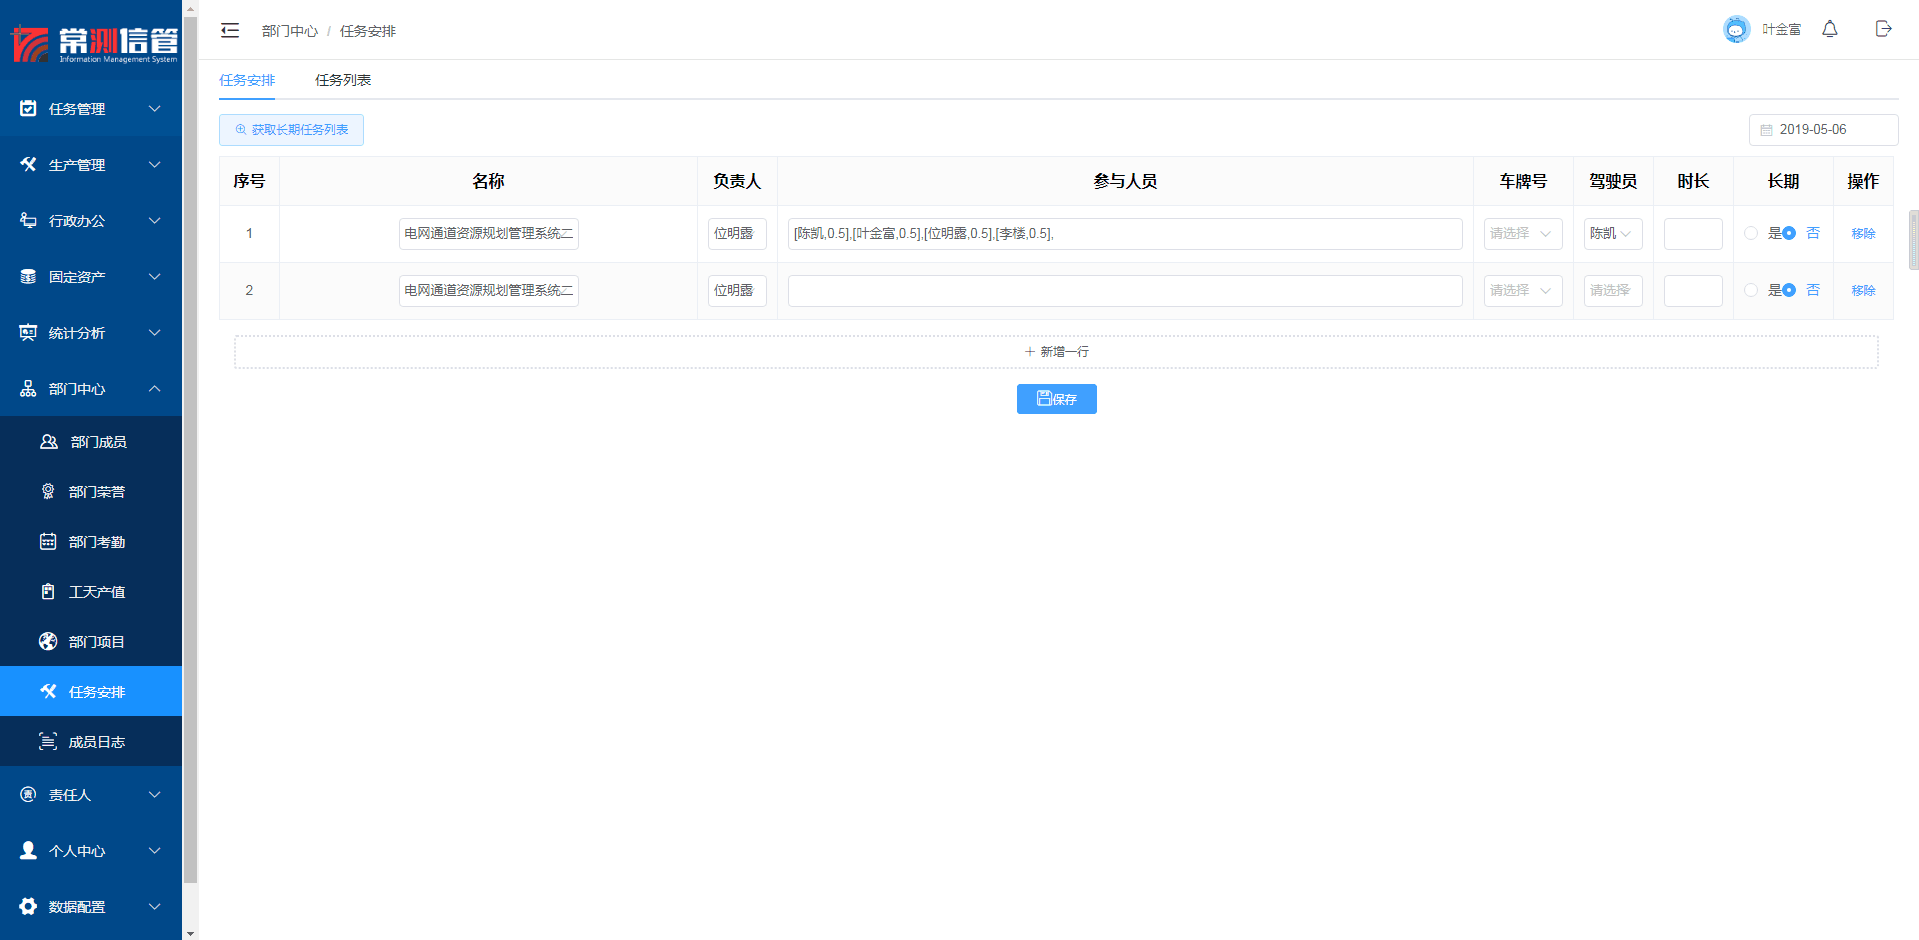 常测信管
Information Management System
任务管理
生产管理
行政办公
固定资产
统计分析
部门中心
部门成员
部门荣誉
部门考勤
工天产值
部门项目
任务安排
成员日志
责任人
个人中心
数据配置
部门中心 / 任务安排
叶金富
任务安排 任务列表
获取长期任务列表
2019-05-06
序号 名称 负责人 参与人员 车牌号 驾驶员 时长 长期 操作
1 电网通道资源规划管理系统二 位明露 [陈凯,0.5],[叶金富,0.5],[位明露,0.5],[李楼,0.5], 请选择 陈凯 是 否 移除
2 电网通道资源规划管理系统二 位明露 请选择 请选择 是 否 移除
+ 新增一行
保存